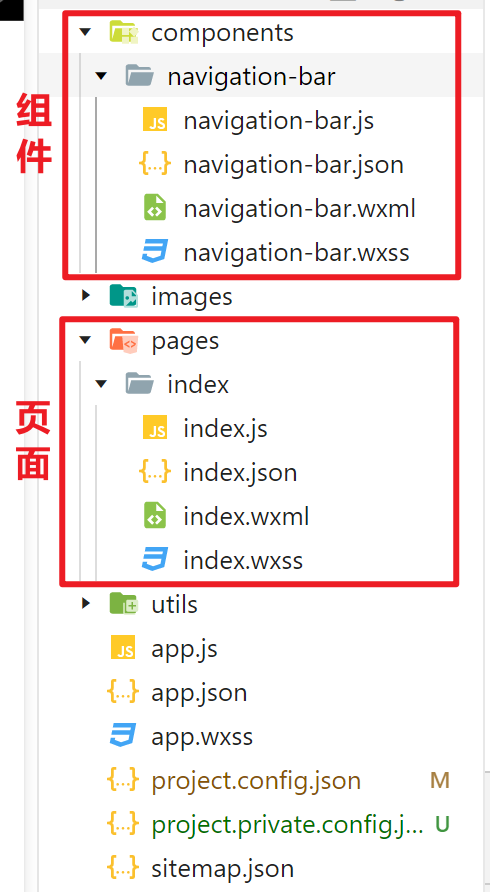 components
navigation-bar
组件
JS navigation-bar.js
{..} navigation-bar.json
navigation-bar.wxml
navigation-bar.wxss
images
pages
index
页面
JS index.js
{..} index.json
index.wxml
index.wxss
utils
JS app.js
{..} app.json
app.wxss
{..} project.config.json M
{..} project.private.config.j... U
{..} sitemap.json